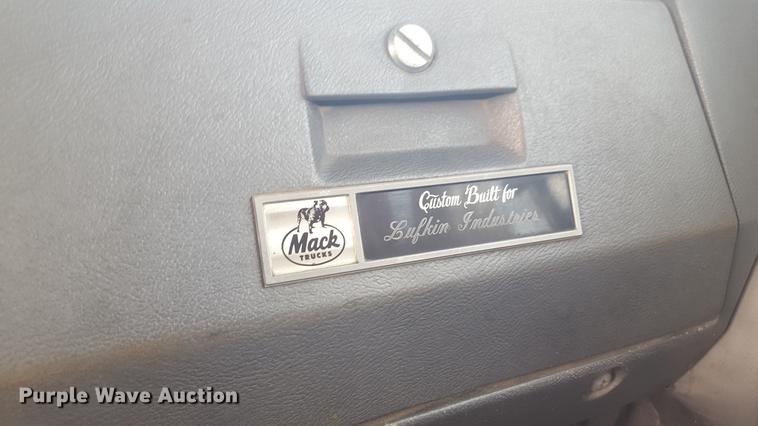 Custom Built for
Lufkin Industries
Mack
TRUCKS
Purple Wave Auction